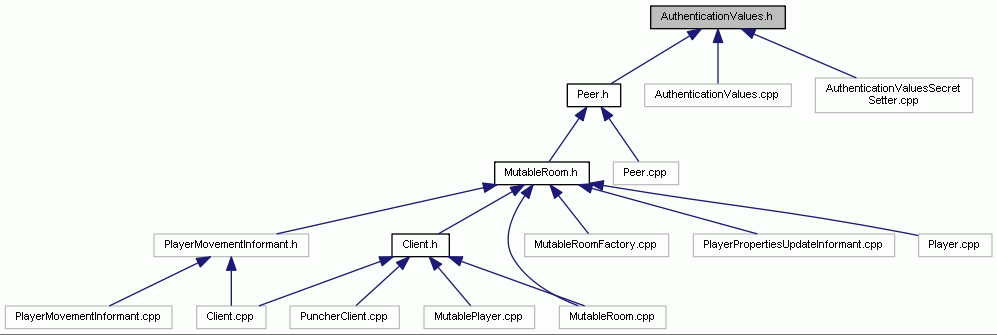 AuthenticationValues.h
Peer.h
AuthenticationValues.cpp
AuthenticationValuesSecret
Setter.cpp
MutableRoom.h
Peer.cpp
PlayerMovementInformant.h
Client.h
MutableRoomFactory.cpp
PlayerPropertiesUpdateInformant.cpp
Player.cpp
PlayerMovementInformant.cpp
Client.cpp
PuncherClient.cpp
MutablePlayer.cpp
MutableRoom.cpp